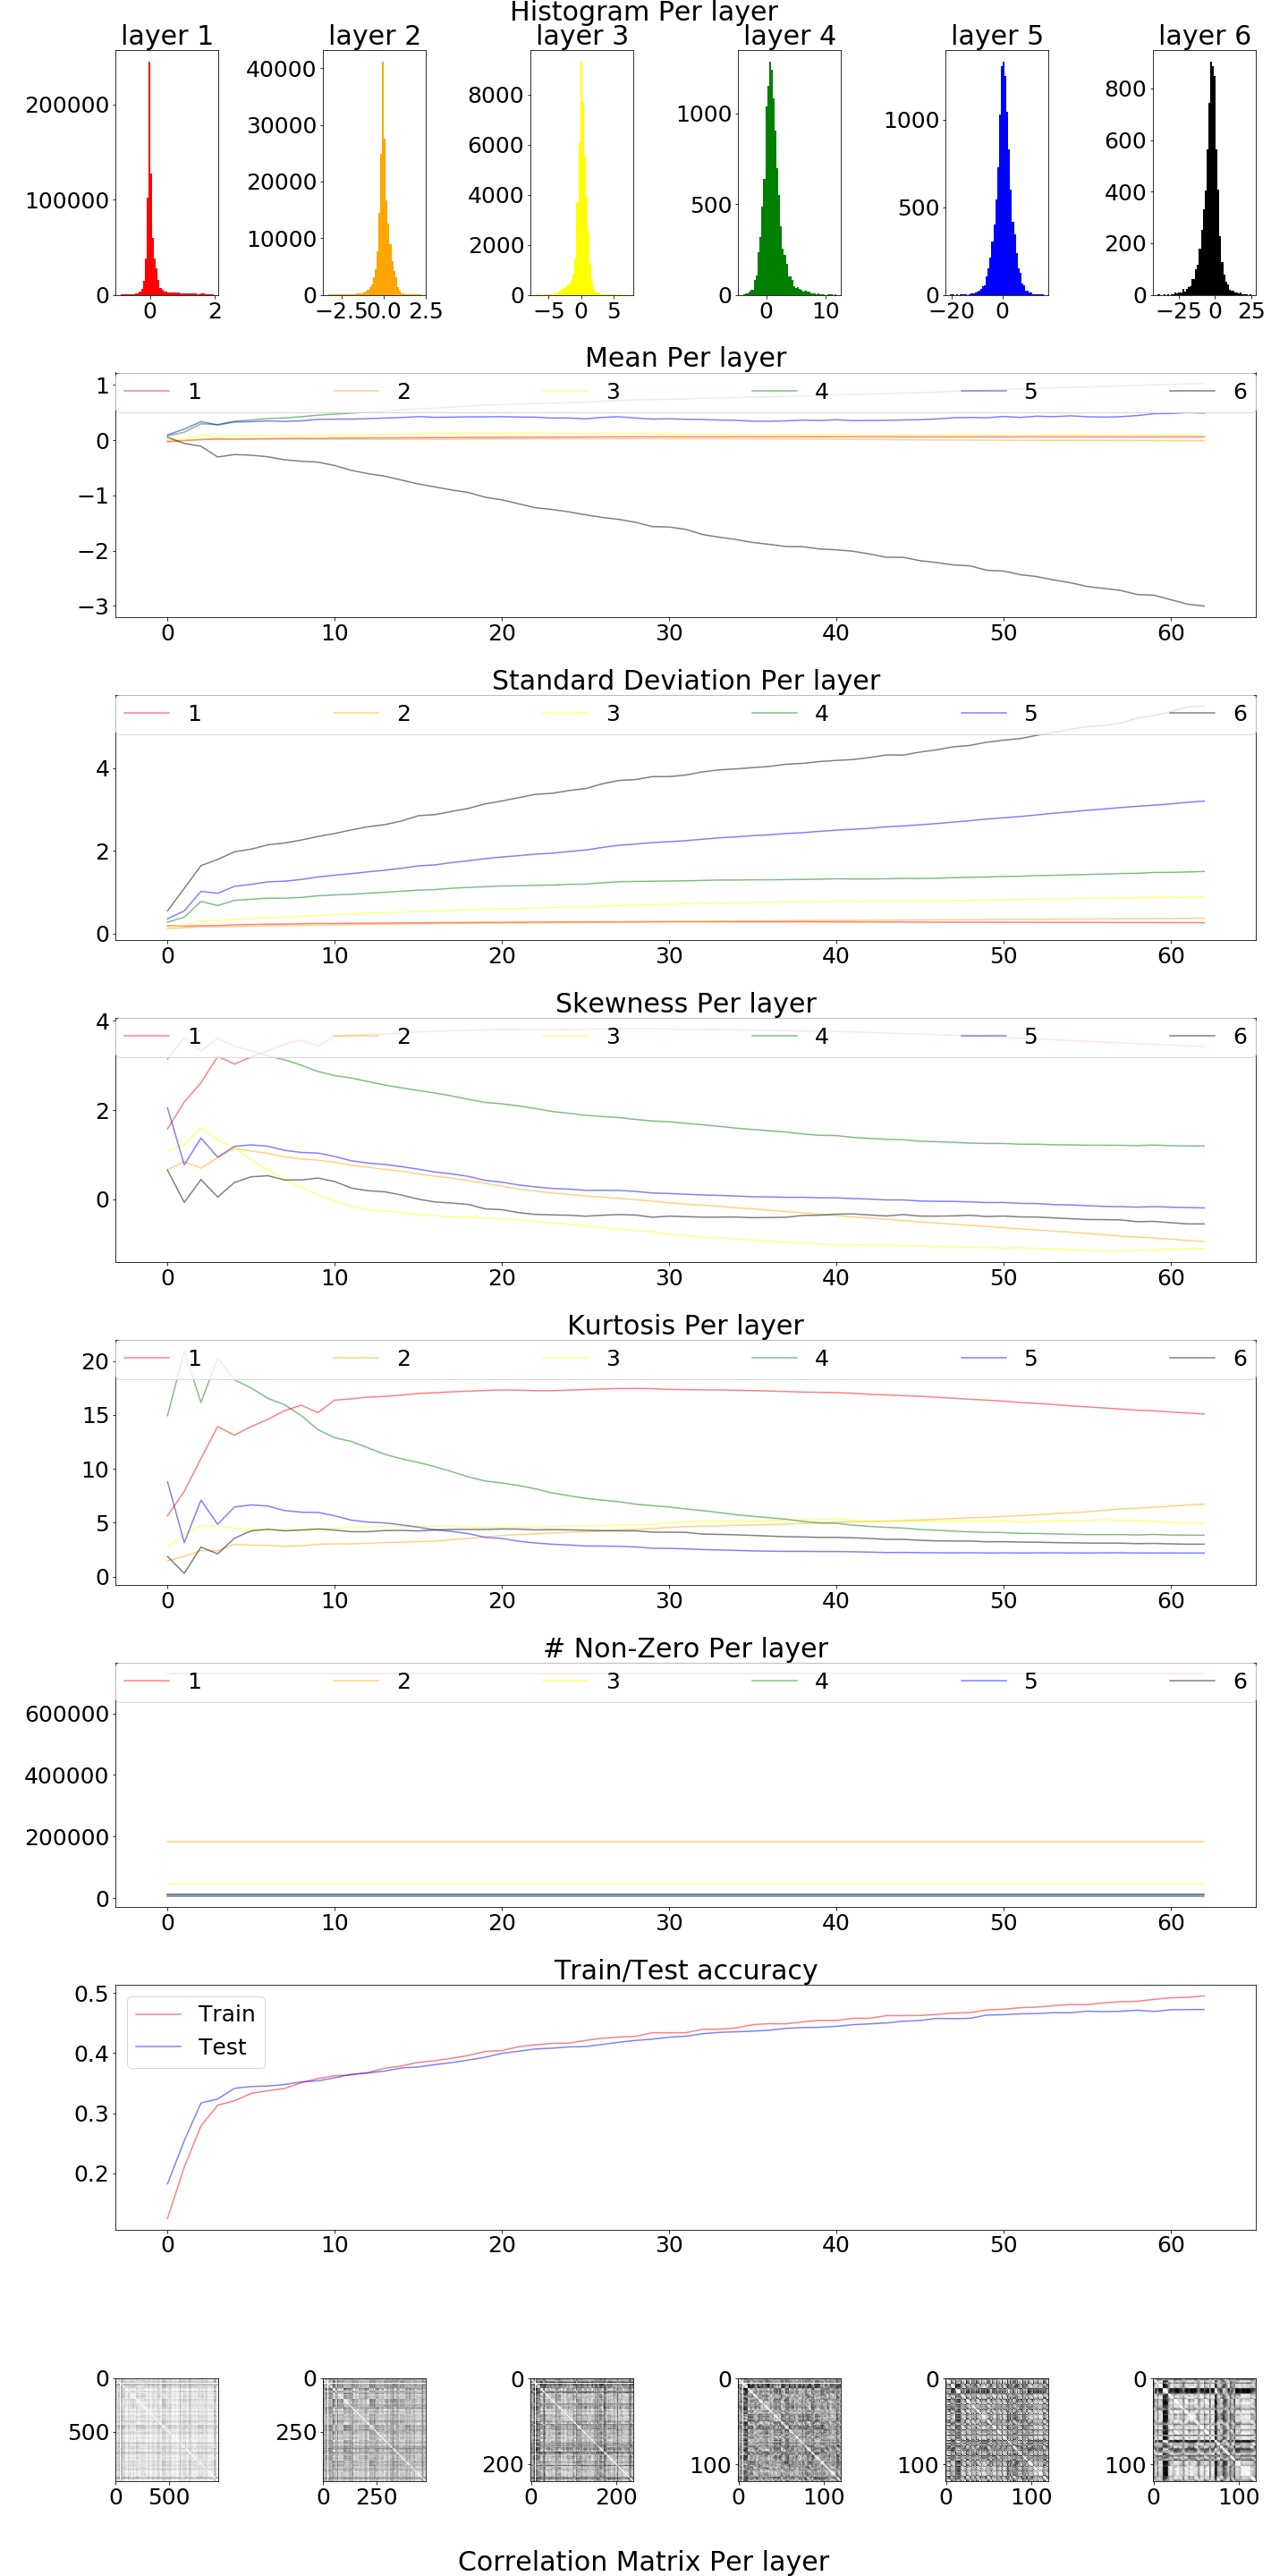 Histogram Per layer
layer 1 layer 2 layer 3 layer 4 layer 5 layer 6
200000
100000
0
0 2
40000
30000
20000
10000
0
−2.5 0.0 2.5
8000
6000
4000
2000
0
−5 0 5
1000
500
0
0 10
1000
500
0
−20 0
800
600
400
200
0
−25 0 25
Mean Per layer
1 2 3 4 5 6
1
0
−1
−2
−3
0 10 20 30 40 50 60
Standard Deviation Per layer
1 2 3 4 5 6
4
2
0
0 10 20 30 40 50 60
Skewness Per layer
1 2 3 4 5 6
4
2
0
0 10 20 30 40 50 60
Kurtosis Per layer
1 2 3 4 5 6
20
15
10
5
0
0 10 20 30 40 50 60
# Non-Zero Per layer
1 2 3 4 5 6
600000
400000
200000
0
0 10 20 30 40 50 60
Train/Test accuracy
Train
Test
0.5
0.4
0.3
0.2
0 10 20 30 40 50 60
0
500
0 500
0
250
0 250
0
200
0 200
0
100
0 100
0
100
0 100
0
100
0 100
Correlation Matrix Per layer